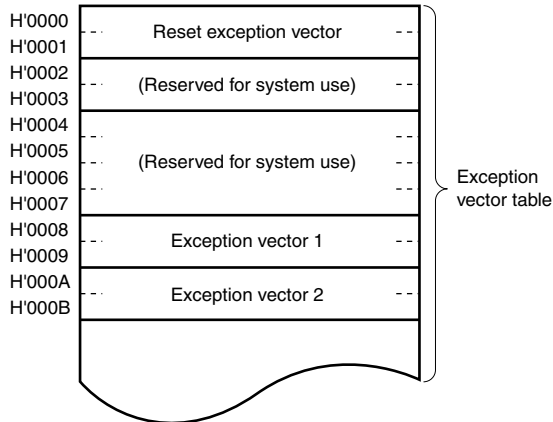 H'0000
H'0001
Reset exception vector
H'0002
H'0003
(Reserved for system use)
H'0004
H'0005
H'0006
H'0007
(Reserved for system use)
H'0008
H'0009
Exception vector 1
H'000A
H'000B
Exception vector 2
Exception
vector table